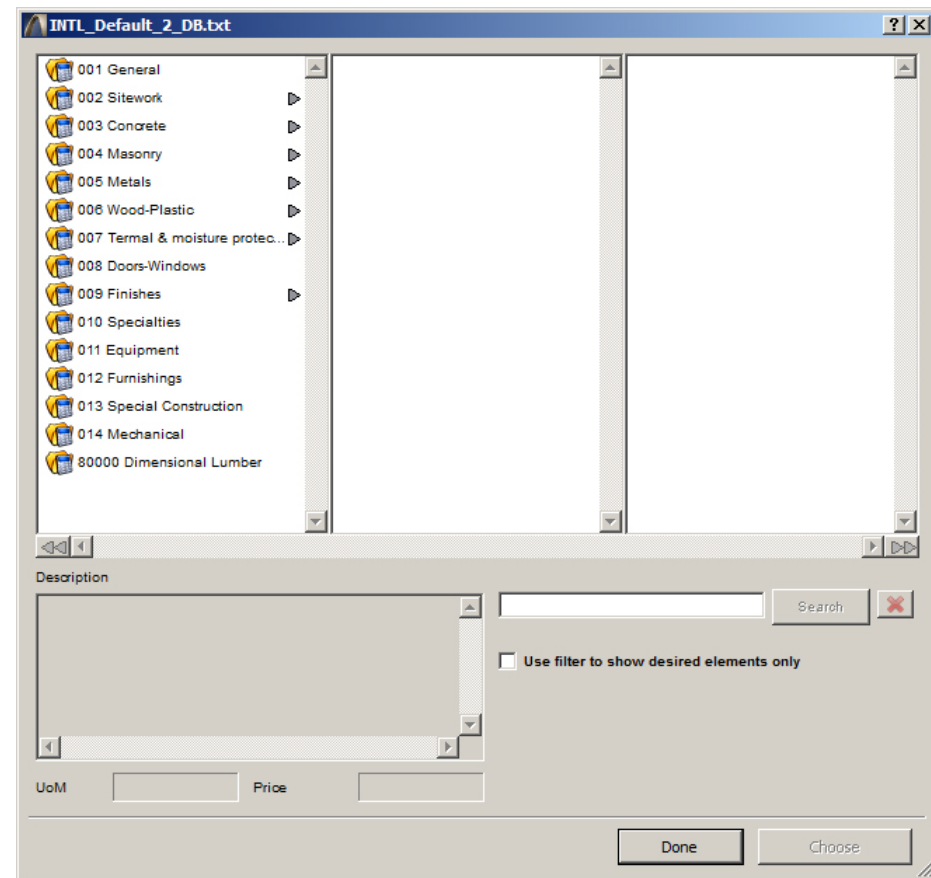 INTL_Default_2_DB.txt
001 General
002 Sitework
003 Concrete
004 Masonry
005 Metals
006 Wood-Plastic
007 Termal & moisture protec...
008 Doors-Windows
009 Finishes
010 Specialties
011 Equipment
012 Furnishings
013 Special Construction
014 Mechanical
80000 Dimensional Lumber
Description
Search
Use filter to show desired elements only
UoM Price
Done Choose